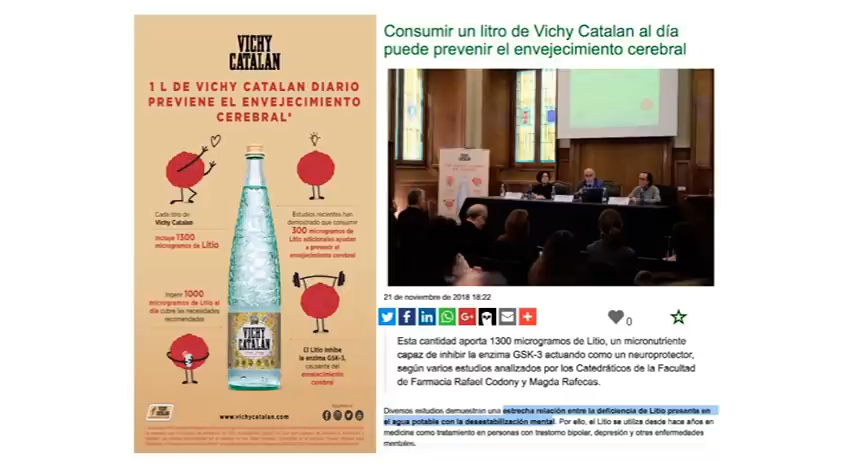 VICHY
CATALAN
1 L DE VICHY CATALAN DIARIO
PREVIENE EL ENVEJECIMIENTO
CEREBRAL*
Cada litro de
Vichy Catalan
incluye 1300
microgramos de Litio
Estudios recientes han
demostrado que consumir
300 microgramos de
Litio adicionales ayudan
a prevenir el
envejecimiento cerebral
Ingerir 1000
microgramos de Litio al
día cubre las necesidades
recomendadas
El Litio inhibe
la enzima GSK-3,
causante del
envejecimiento
cerebral
VICHY
CATALAN
VICHY
CATALAN
www.vichycatalan.com
Consumir un litro de Vichy Catalan al día
puede prevenir el envejecimiento cerebral
21 de noviembre de 2018 18:22
0
Esta cantidad aporta 1300 microgramos de Litio, un micronutriente
capaz de inhibir la enzima GSK-3 actuando como un neuroprotector,
según varios estudios analizados por los Catedráticos de la Facultad
de Farmacia Rafael Codony y Magda Rafecas.
Diversos estudios demuestran una estrecha relación entre la deficiencia de Litio presente en
el agua potable con la desestabilización mental. Por ello, el Litio se utiliza desde hace años en
medicina como tratamiento en personas con trastorno bipolar, depresión y otras enfermedades
mentales.